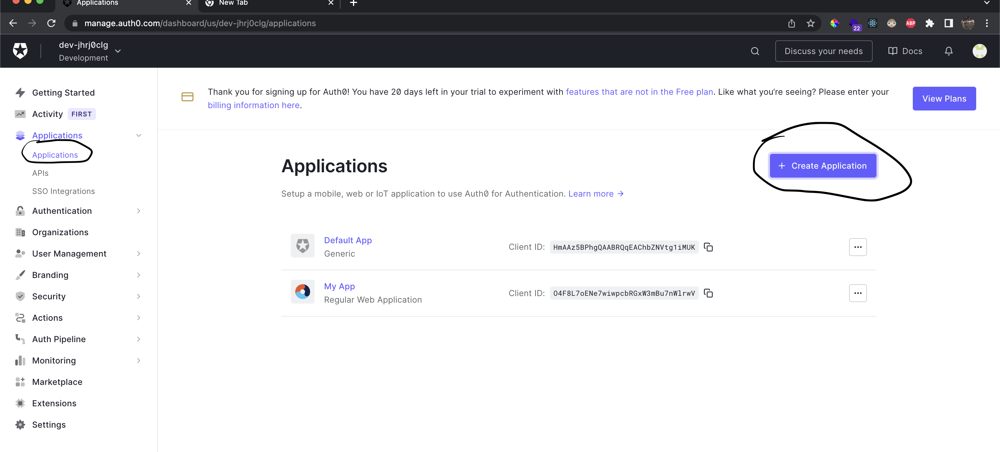 Applications
New Tab
manage.auth0.com/dashboard/us/dev-jhrj0clg/applications
22
ABP
dev-jhrj0clg
Development
Discuss your needs
Docs
Getting Started
Activity FIRST
Applications
Applications
APIs
SSO Integrations
Authentication
Organizations
User Management
Branding
Security
Actions
Auth Pipeline
Monitoring
Marketplace
Extensions
Settings
Thank you for signing up for Auth0! You have 20 days left in your trial to experiment with features that are not in the Free plan. Like what you‘re seeing? Please enter your
billing information here.
View Plans
Applications
+ Create Application
Setup a mobile, web or IoT application to use Auth0 for Authentication. Learn more →
Default App
Generic
Client ID: HmAAz5BPhgQAABRQqEAChbZNVtg1iMUK
My App
Regular Web Application
Client ID: O4F8L7oENe7wiwpcbRGxW3mBu7nWlrwV